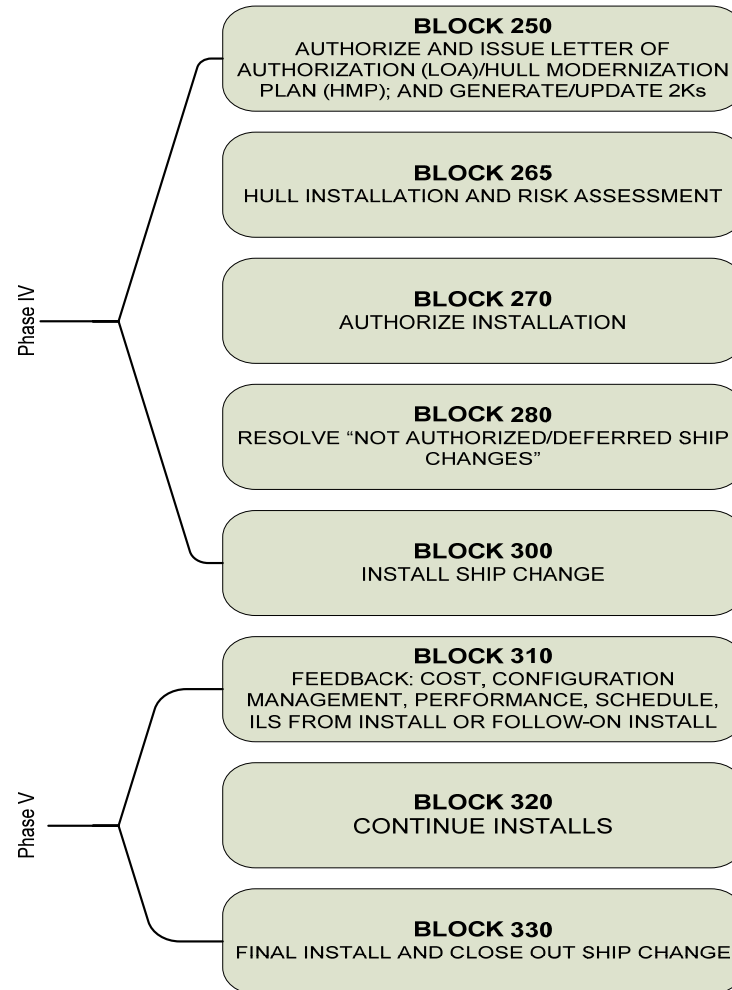 BLOCK 250
AUTHORIZE AND ISSUE LETTER OF
AUTHORIZATION (LOA)/HULL MODERNIZATION
PLAN (HMP); AND GENERATE/UPDATE 2Ks
BLOCK 265
HULL INSTALLATION AND RISK ASSESSMENT
Phase IV
BLOCK 270
AUTHORIZE INSTALLATION
BLOCK 280
RESOLVE “NOT AUTHORIZED/DEFERRED SHIP
CHANGES”
BLOCK 300
INSTALL SHIP CHANGE
BLOCK 310
FEEDBACK: COST, CONFIGURATION
MANAGEMENT, PERFORMANCE, SCHEDULE,
ILS FROM INSTALL OR FOLLOW-ON INSTALL
Phase V
BLOCK 320
CONTINUE INSTALLS
BLOCK 330
FINAL INSTALL AND CLOSE OUT SHIP CHANGE